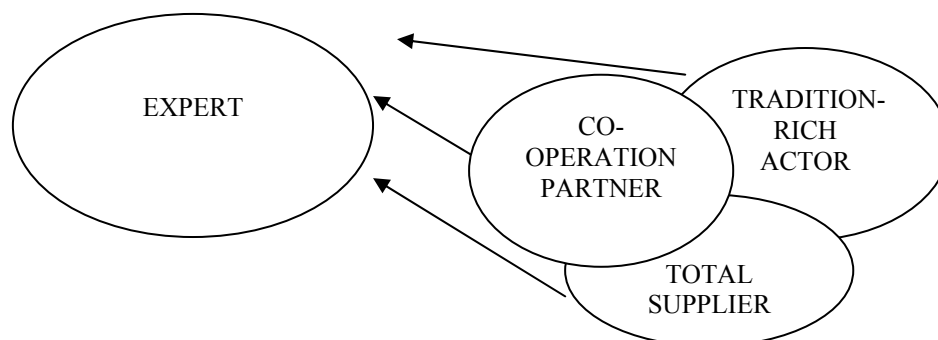 EXPERT
CO-
OPERATION
PARTNER
TRADITION-
RICH
ACTOR
TOTAL
SUPPLIER